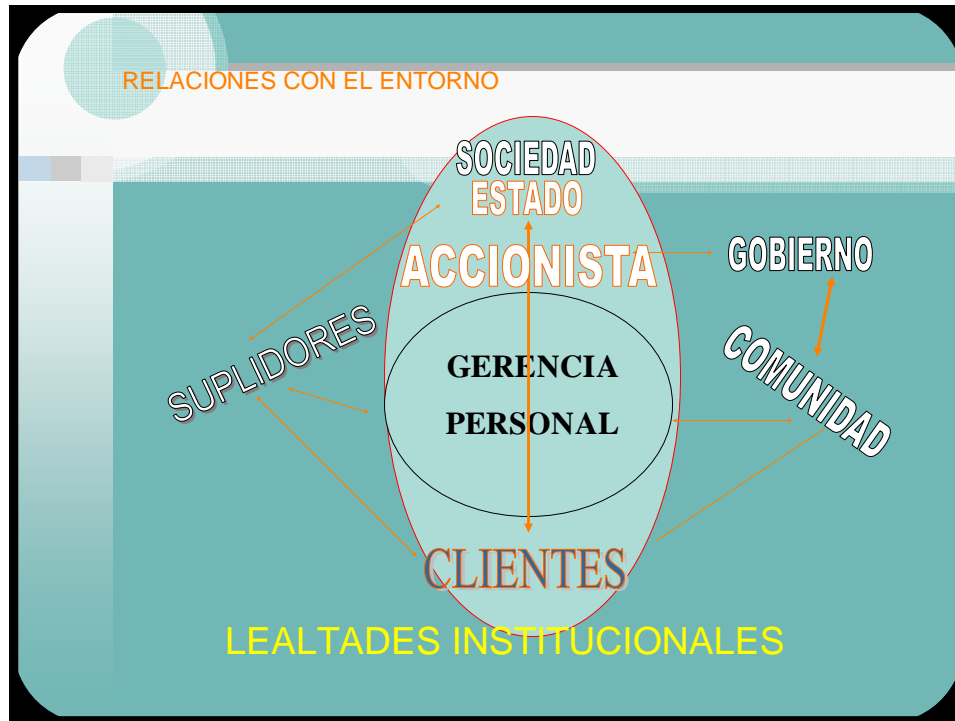 RELACIONES CON EL ENTORNO
SOCIEDAD
ESTADO
ACCIONISTA
GOBIERNO
SUPLIDORES
COMUNIDAD
GERENCIA
PERSONAL
CLIENTES
LEALTADES INSTITUCIONALES